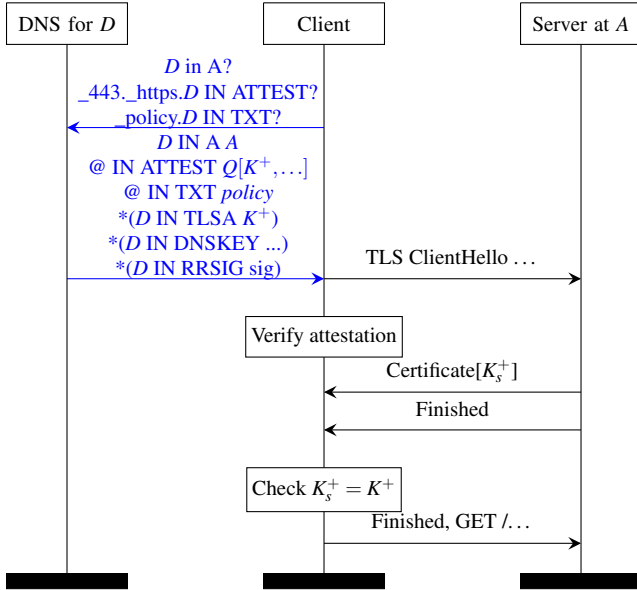 DNS for D
Client
Server at A
D in A?
_443._https.D IN ATTEST?
_policy.D IN TXT?
D IN A A
@ IN ATTEST Q[K⁺,…]
@ IN TXT policy
*(D IN TLSA K⁺)
*(D IN DNSKEY ...)
*(D IN RRSIG sig)
TLS ClientHello …
Verify attestation
Certificate[Kₛ⁺]
Finished
Check Kₛ⁺ = K⁺
Finished, GET /…